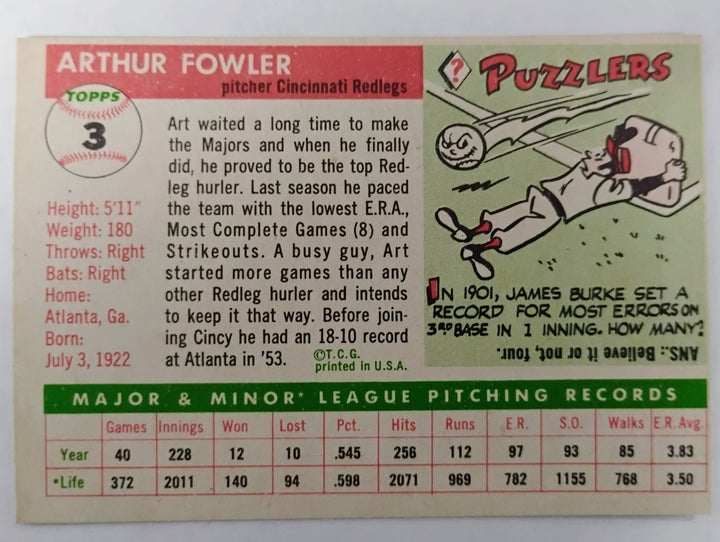 ARTHUR FOWLER
pitcher Cincinnati Redlegs
TOPPS
3
Height: 5'11"
Weight: 180
Throws: Right
Bats: Right
Home:
Atlanta, Ga.
Born:
July 3, 1922
Art waited a long time to make
the Majors and when he finally
did, he proved to be the top Red-
leg hurler. Last season he paced
the team with the lowest E.R.A.,
Most Complete Games (8) and
Strikeouts. A busy guy, Art
started more games than any
other Redleg hurler and intends
to keep it that way. Before join-
ing Cincy he had an 18-10 record
at Atlanta in '53.
©T.C.G.
printed in U.S.A.
? PUZZLERS
IN 1901, JAMES BURKE SET A
RECORD FOR MOST ERRORS ON
3RD BASE IN 1 INNING. HOW MANY?
ANS.: Believe it or not, four.
MAJOR & MINOR* LEAGUE PITCHING RECORDS
Games Innings Won Lost Pct. Hits Runs E.R. S.O. Walks E.R. Avg.
Year 40 228 12 10 .545 256 112 97 93 85 3.83
*Life 372 2011 140 94 .598 2071 969 782 1155 768 3.50